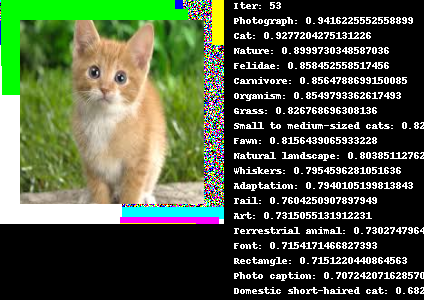 Iter: 53
Photograph: 0.9416225552558899
Cat: 0.9277204275131226
Nature: 0.8999730348587036
Felidae: 0.858452558517456
Carnivore: 0.8564788699150085
Organism: 0.8549793362617493
Grass: 0.826768696308136
Small to medium-sized cats: 0.82
Fawn: 0.8156439065933228
Natural landscape: 0.80385112762
Whiskers: 0.7954596281051636
Adaptation: 0.7940105199813843
Tail: 0.7604250907897949
Art: 0.7315055131912231
Terrestrial animal: 0.7302747964
Font: 0.7154171466827393
Rectangle: 0.7151220440864563
Photo caption: 0.707242071628570
Domestic short-haired cat: 0.682